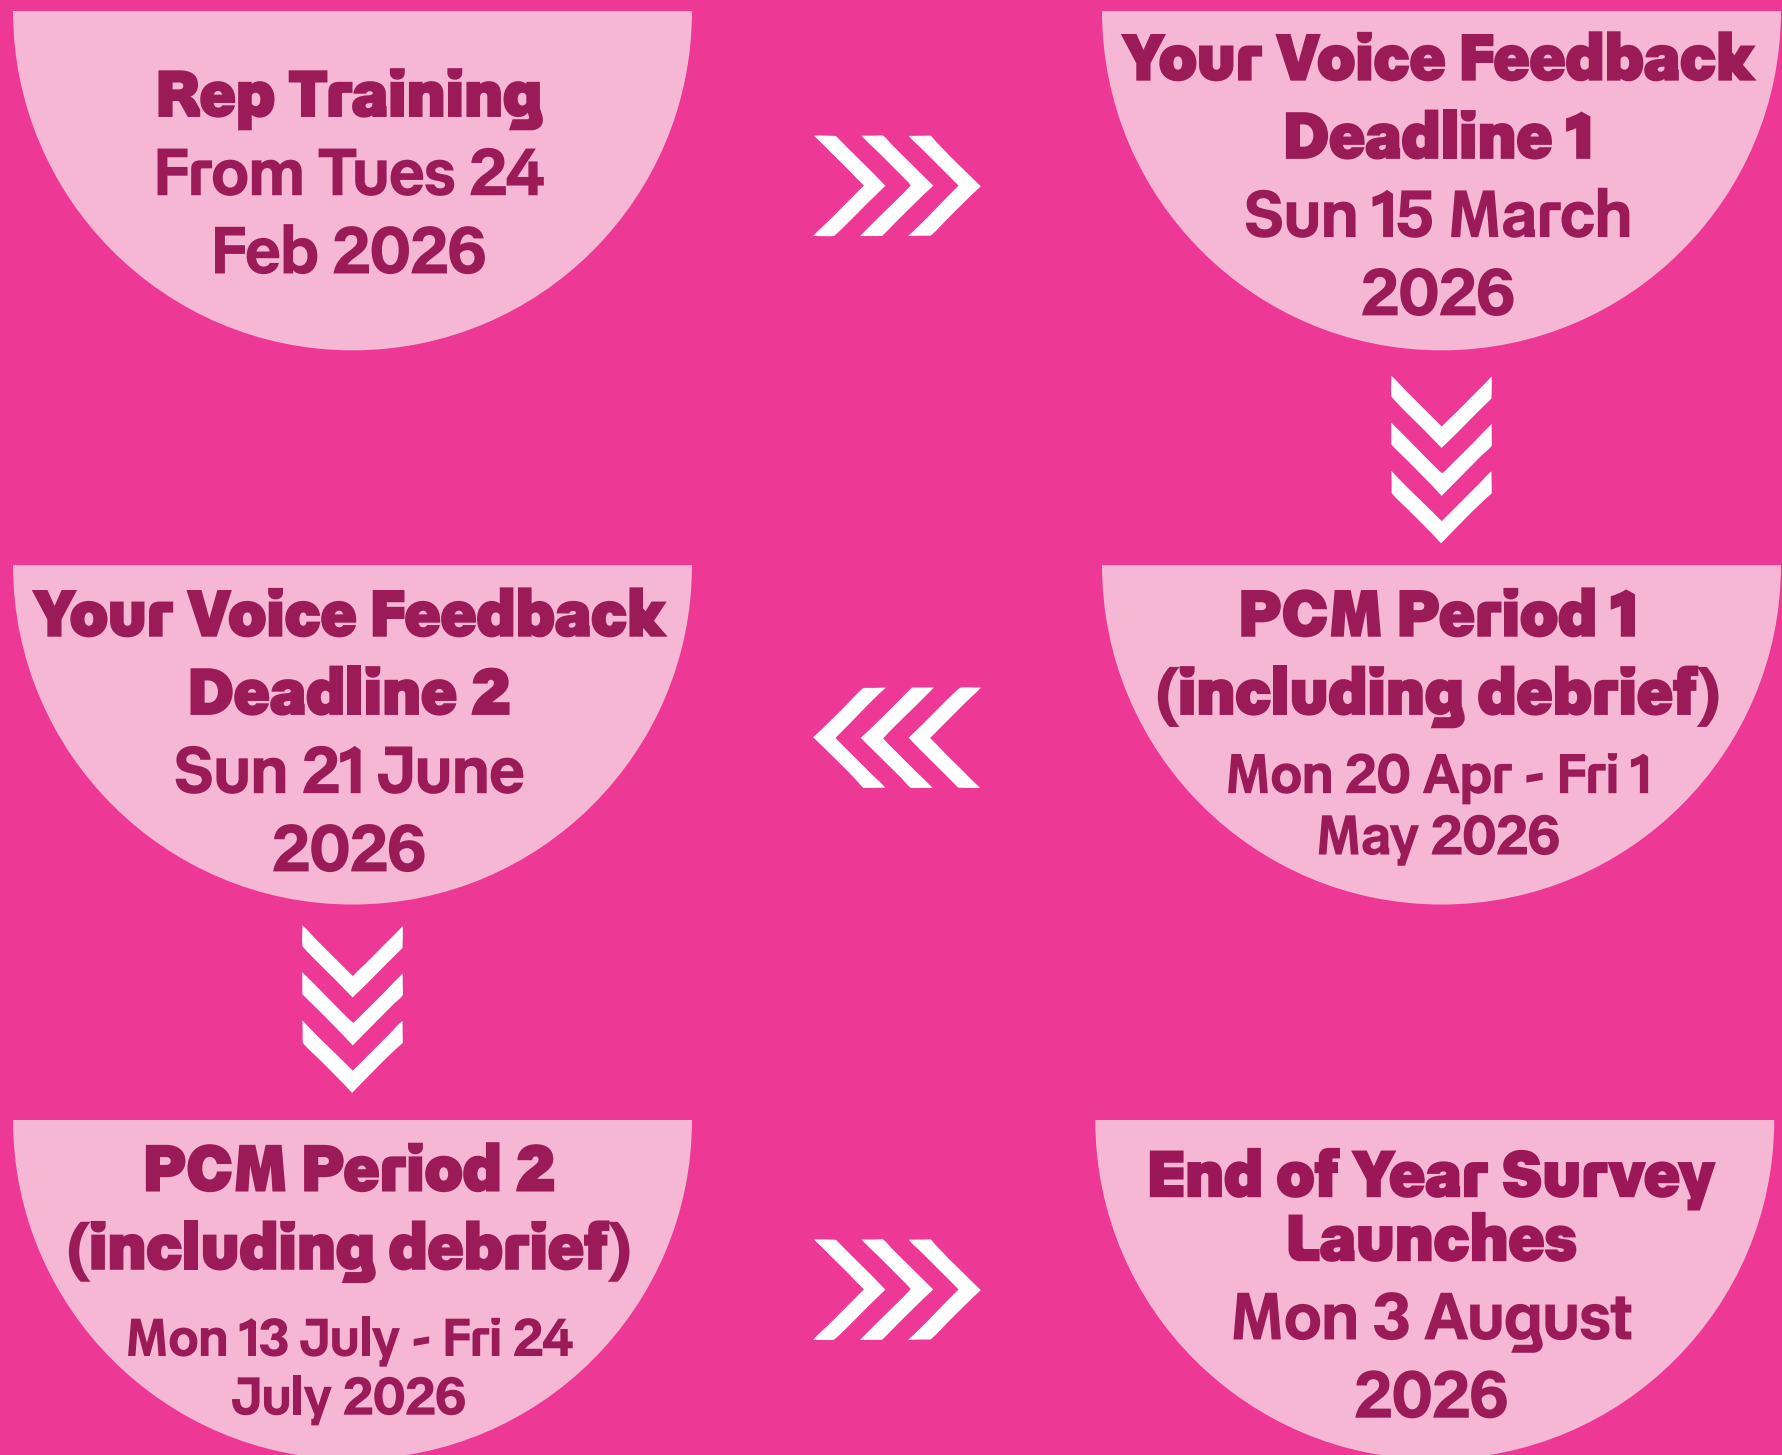 Rep Training
From Tues 24
Feb 2026
Your Voice Feedback
Deadline 1
Sun 15 March
2026
PCM Period 1
(including debrief)
Mon 20 Apr - Fri 1
May 2026
Your Voice Feedback
Deadline 2
Sun 21 June
2026
PCM Period 2
(including debrief)
Mon 13 July - Fri 24
July 2026
End of Year Survey
Launches
Mon 3 August
2026